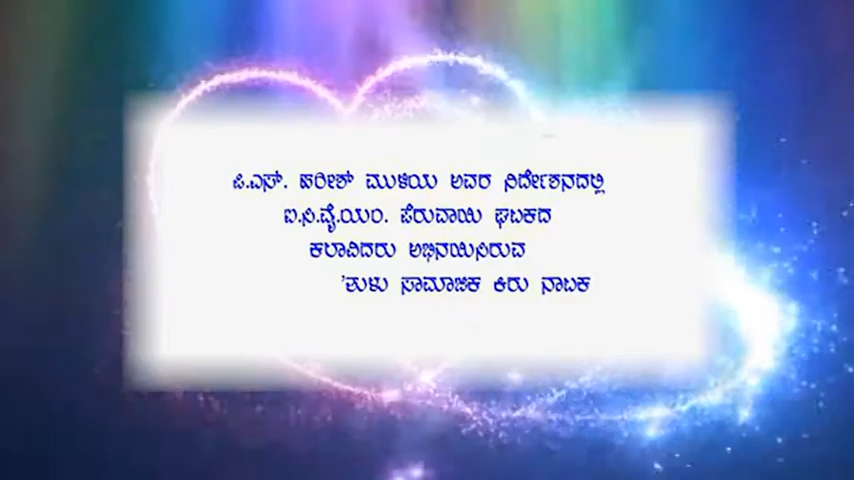 ಪಿ.ಎಸ್. ಹರೀಶ್ ಮುಳಿಯ ಅವರ ನಿರ್ದೇಶನದಲ್ಲಿ
ಐ.ಸಿ.ವೈ.ಯಂ. ಪೆರುವಾಯಿ ಘಟಕದ
ಕಲಾವಿದರು ಅಭಿನಯಿಸಿರುವ
'ತುಳು ಸಾಮಾಜಿಕ ಕಿರು ನಾಟಕ